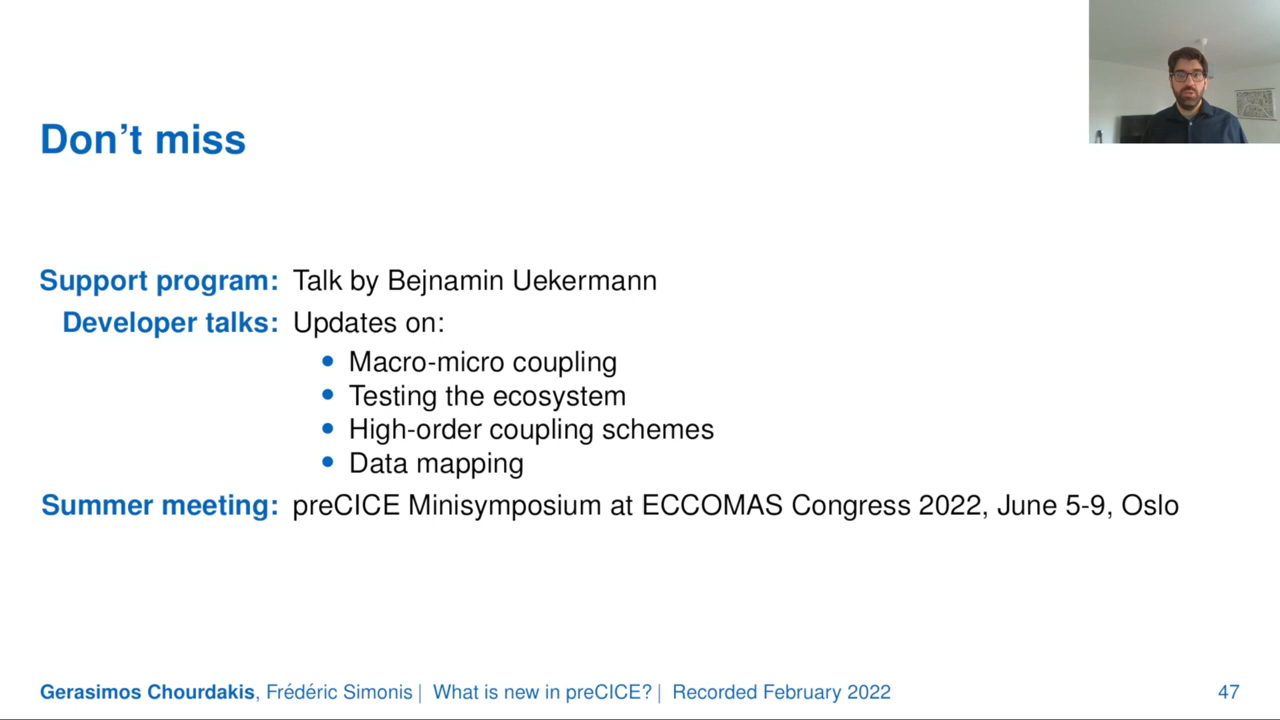 Don't miss
Support program: Talk by Bejnamin Uekermann
Developer talks: Updates on:
• Macro-micro coupling
• Testing the ecosystem
• High-order coupling schemes
• Data mapping
Summer meeting: preCICE Minisymposium at ECCOMAS Congress 2022, June 5-9, Oslo
Gerasimos Chourdakis, Frédéric Simonis | What is new in preCICE? | Recorded February 2022 47